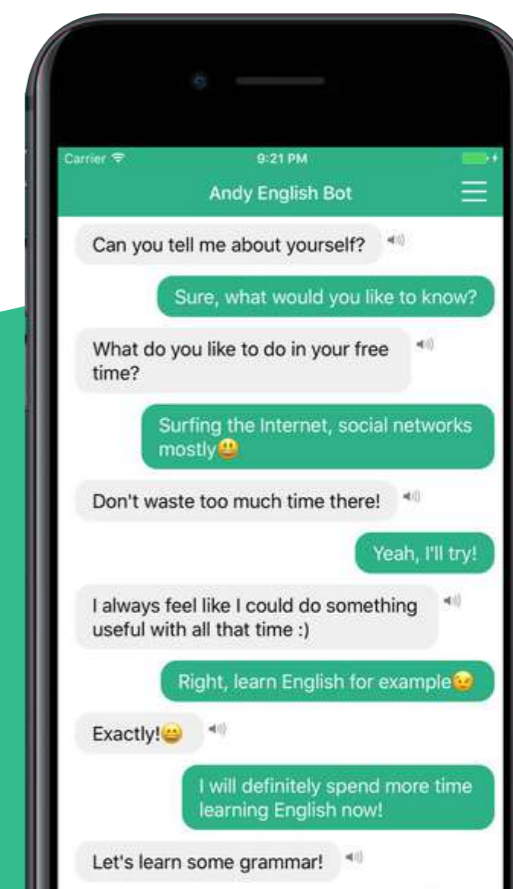 Carrier 9:21 PM
Andy English Bot
Can you tell me about yourself?
Sure, what would you like to know?
What do you like to do in your free
time?
Surfing the Internet, social networks
mostly😃
Don't waste too much time there!
Yeah, I'll try!
I always feel like I could do something
useful with all that time :)
Right, learn English for example😉
Exactly!😄
I will definitely spend more time
learning English now!
Let's learn some grammar!